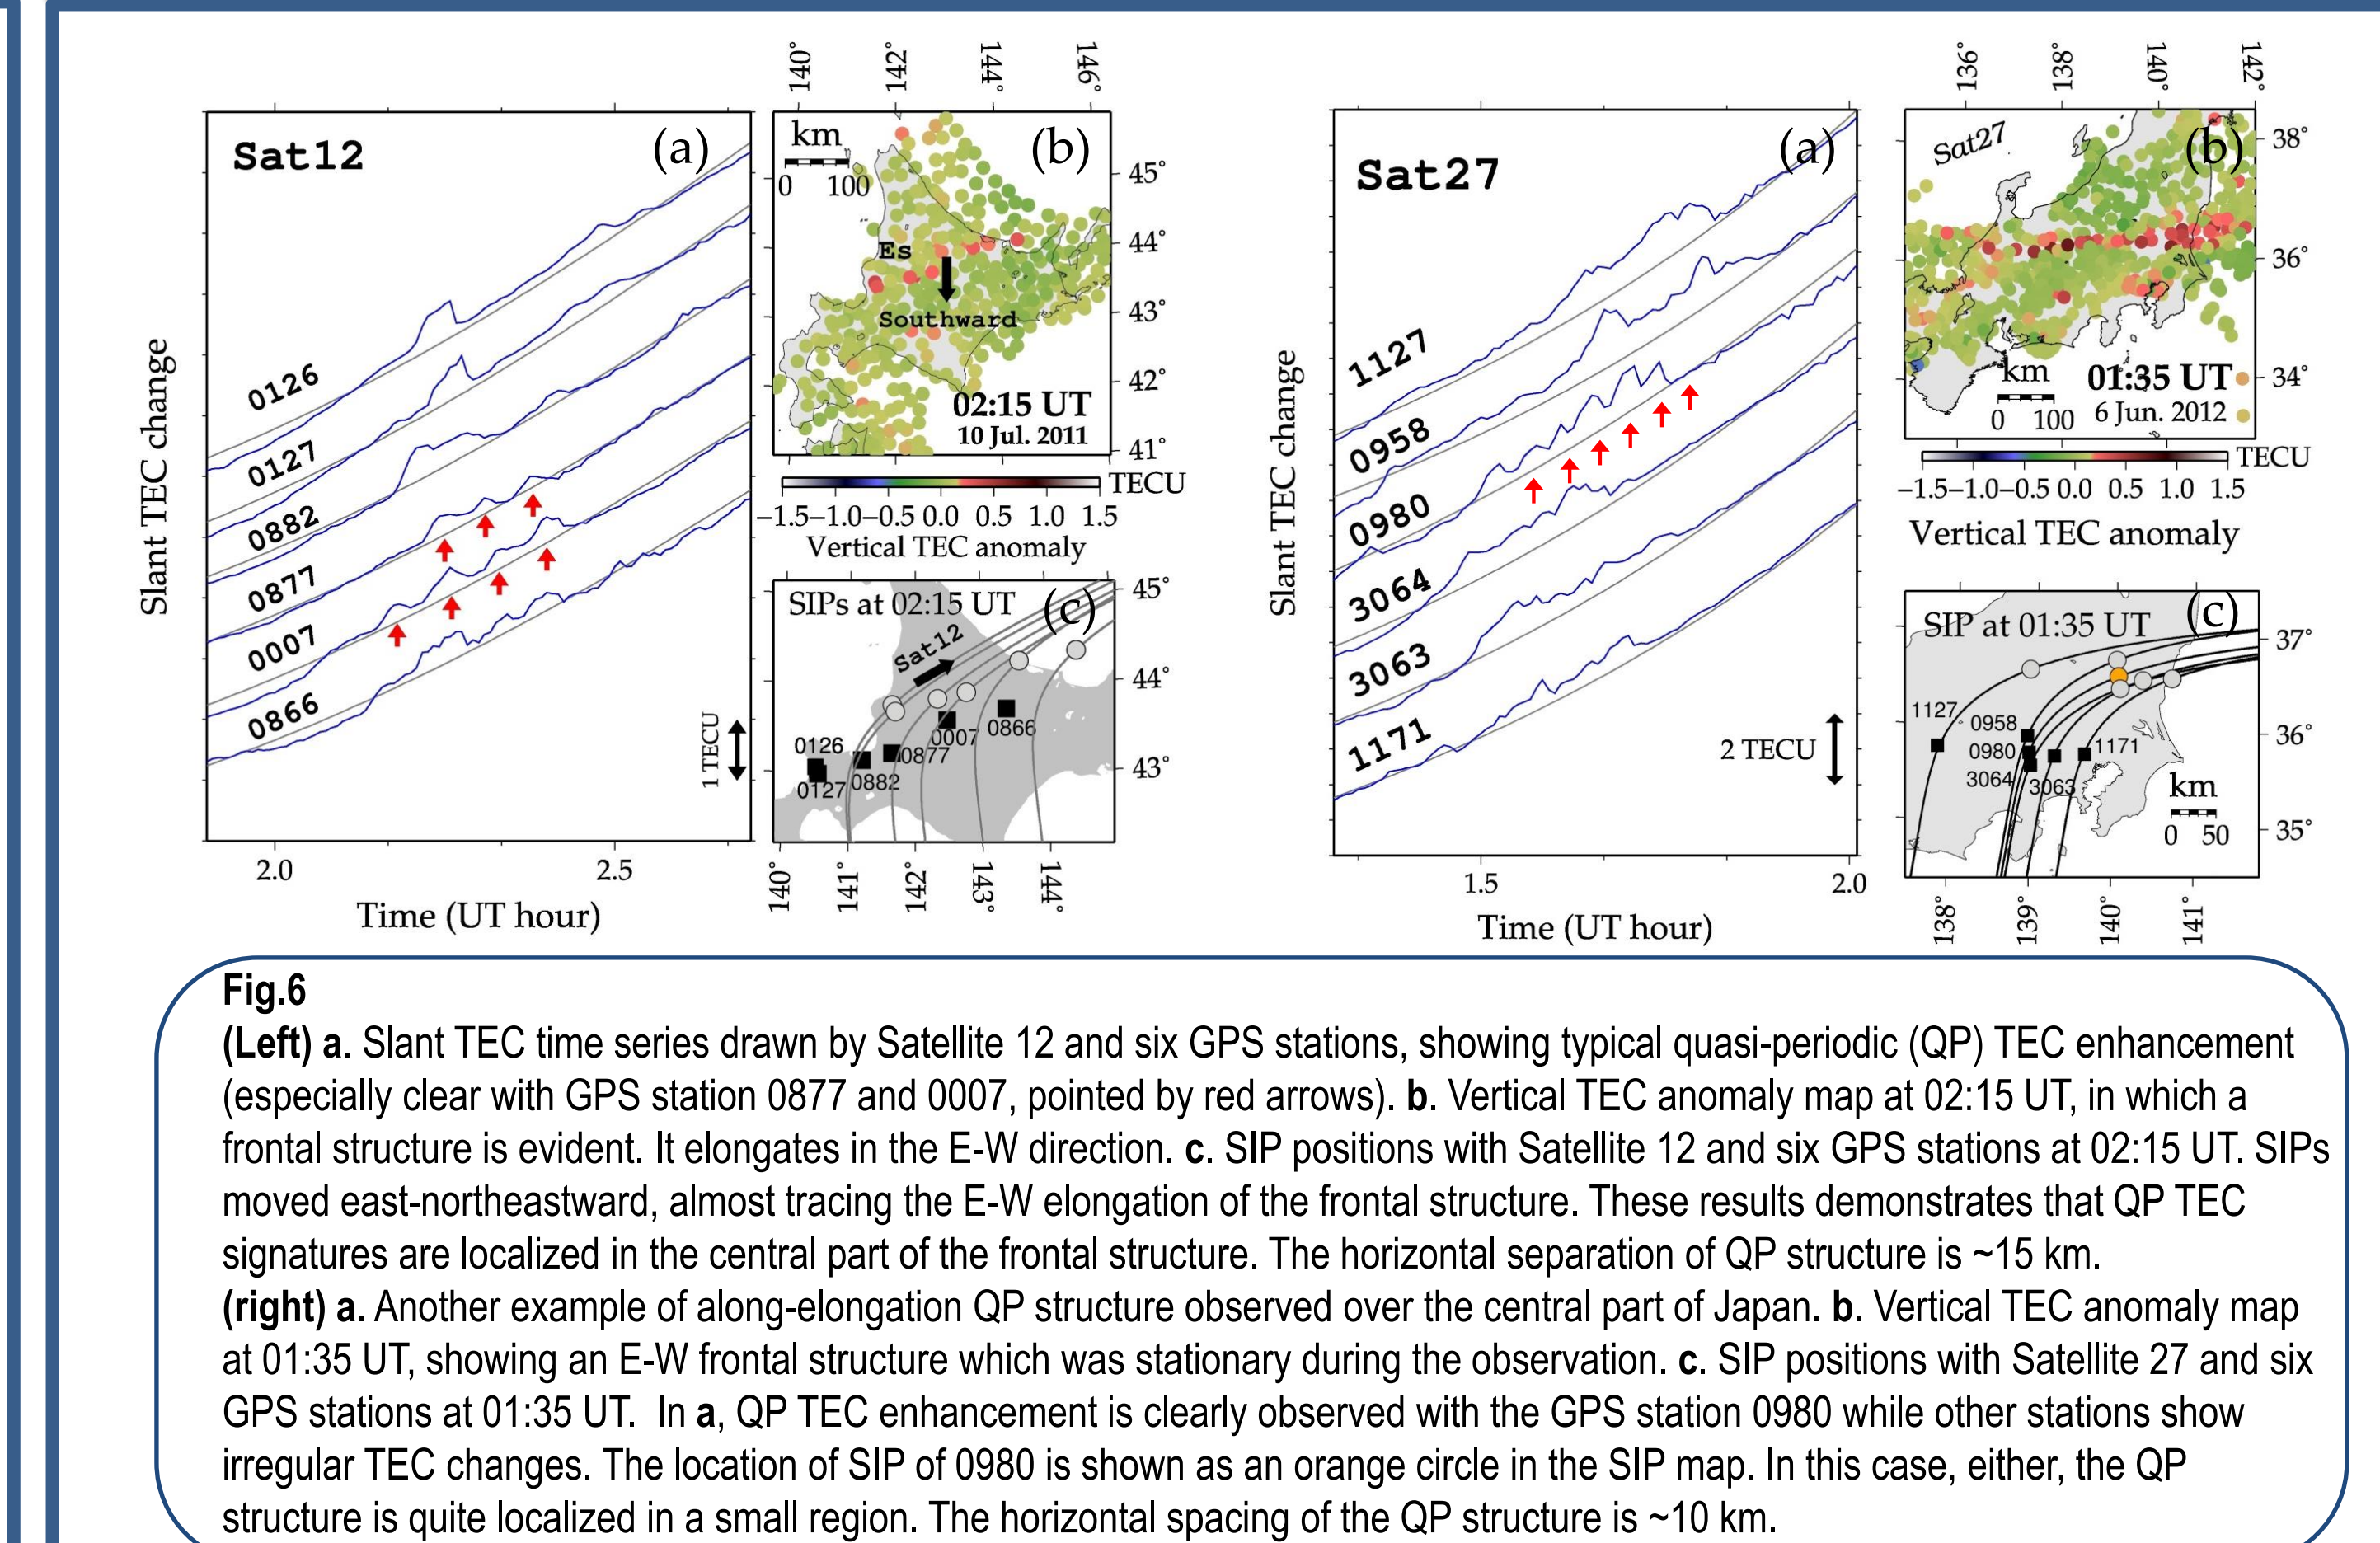 Sat12
(a)
0126
0127
0882
0877
0007
0866
Slant TEC change
1 TECU
2.0 2.5
Time (UT hour)
140° 142° 144° 146°
km
0 100
(b)
Es
Southward
02:15 UT
10 Jul. 2011
45°
44°
43°
42°
41°
TECU
−1.5 −1.0 −0.5 0.0 0.5 1.0 1.5
Vertical TEC anomaly
SIPs at 02:15 UT
(c)
Sat12
0126
0127
0882
0877
0007
0866
45°
44°
43°
140° 141° 142° 143° 144°
Sat27
(a)
1127
0958
0980
3064
3063
1171
Slant TEC change
2 TECU
1.5 2.0
Time (UT hour)
136° 138° 140° 142°
Sat27
(b)
38°
36°
34°
km
0 100
01:35 UT
6 Jun. 2012
TECU
−1.5 −1.0 −0.5 0.0 0.5 1.0 1.5
Vertical TEC anomaly
SIP at 01:35 UT
(c)
1127
0958
0980
3064
3063
1171
km
0 50
37°
36°
35°
138° 139° 140° 141°
Fig.6
(Left) a. Slant TEC time series drawn by Satellite 12 and six GPS stations, showing typical quasi-periodic (QP) TEC enhancement
(especially clear with GPS station 0877 and 0007, pointed by red arrows). b. Vertical TEC anomaly map at 02:15 UT, in which a
frontal structure is evident. It elongates in the E-W direction. c. SIP positions with Satellite 12 and six GPS stations at 02:15 UT. SIPs
moved east-northeastward, almost tracing the E-W elongation of the frontal structure. These results demonstrates that QP TEC
signatures are localized in the central part of the frontal structure. The horizontal separation of QP structure is ~15 km.
(right) a. Another example of along-elongation QP structure observed over the central part of Japan. b. Vertical TEC anomaly map
at 01:35 UT, showing an E-W frontal structure which was stationary during the observation. c. SIP positions with Satellite 27 and six
GPS stations at 01:35 UT. In a, QP TEC enhancement is clearly observed with the GPS station 0980 while other stations show
irregular TEC changes. The location of SIP of 0980 is shown as an orange circle in the SIP map. In this case, either, the QP
structure is quite localized in a small region. The horizontal spacing of the QP structure is ~10 km.